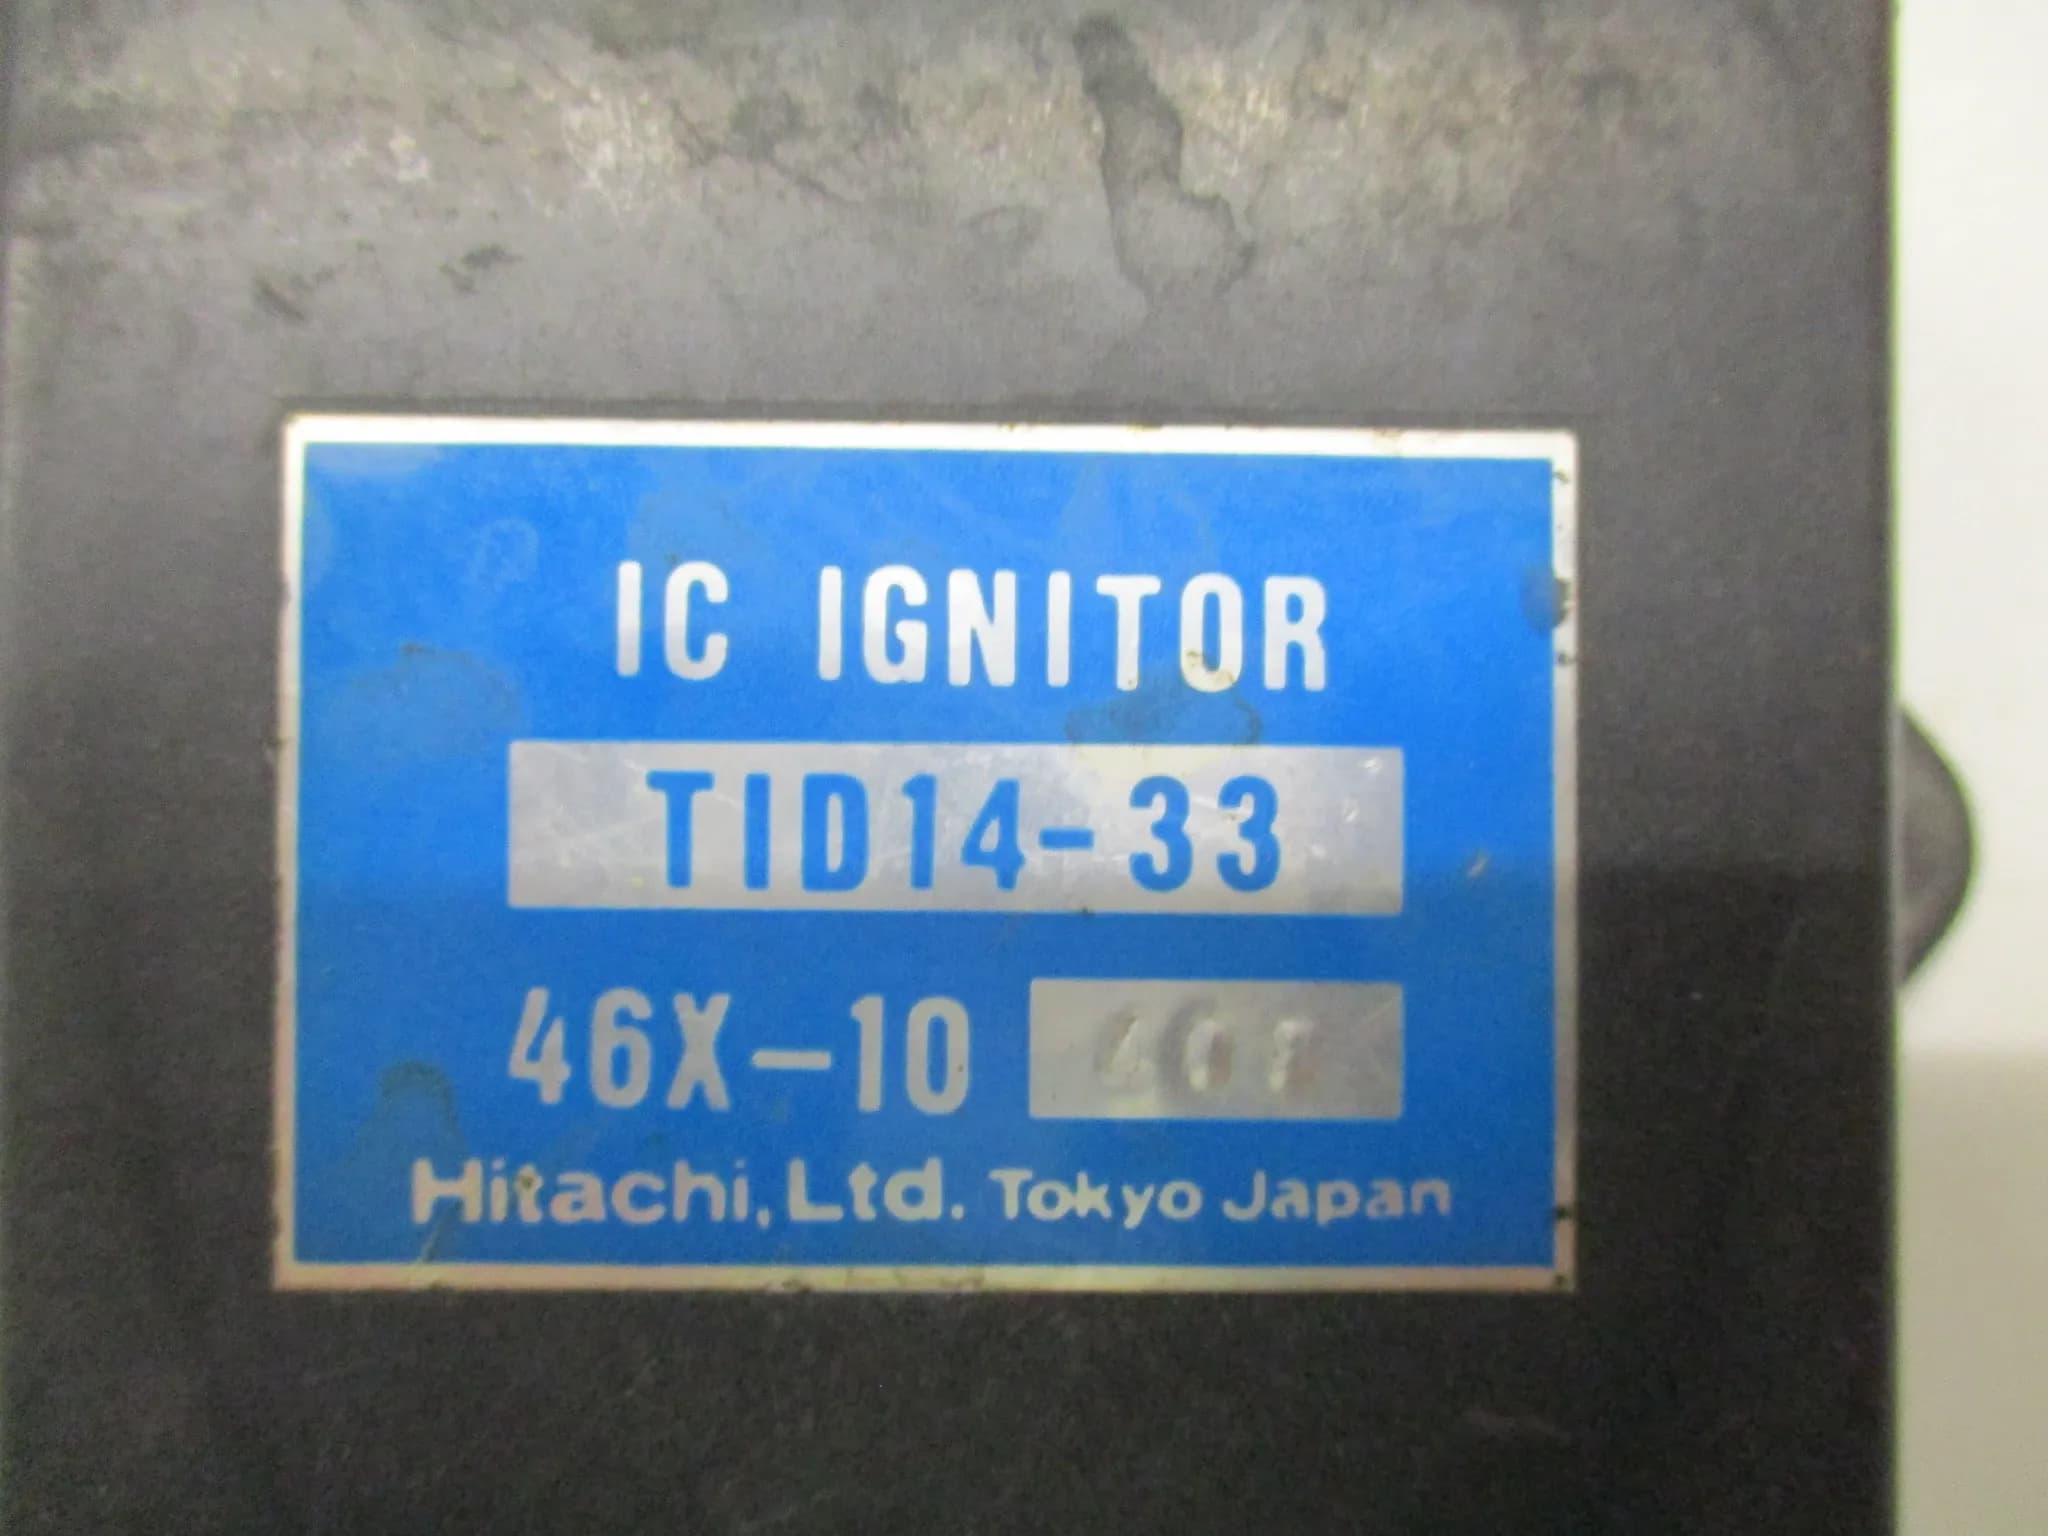 IC IGNITOR
TID14-33
46X-10
Hitachi, Ltd. Tokyo Japan